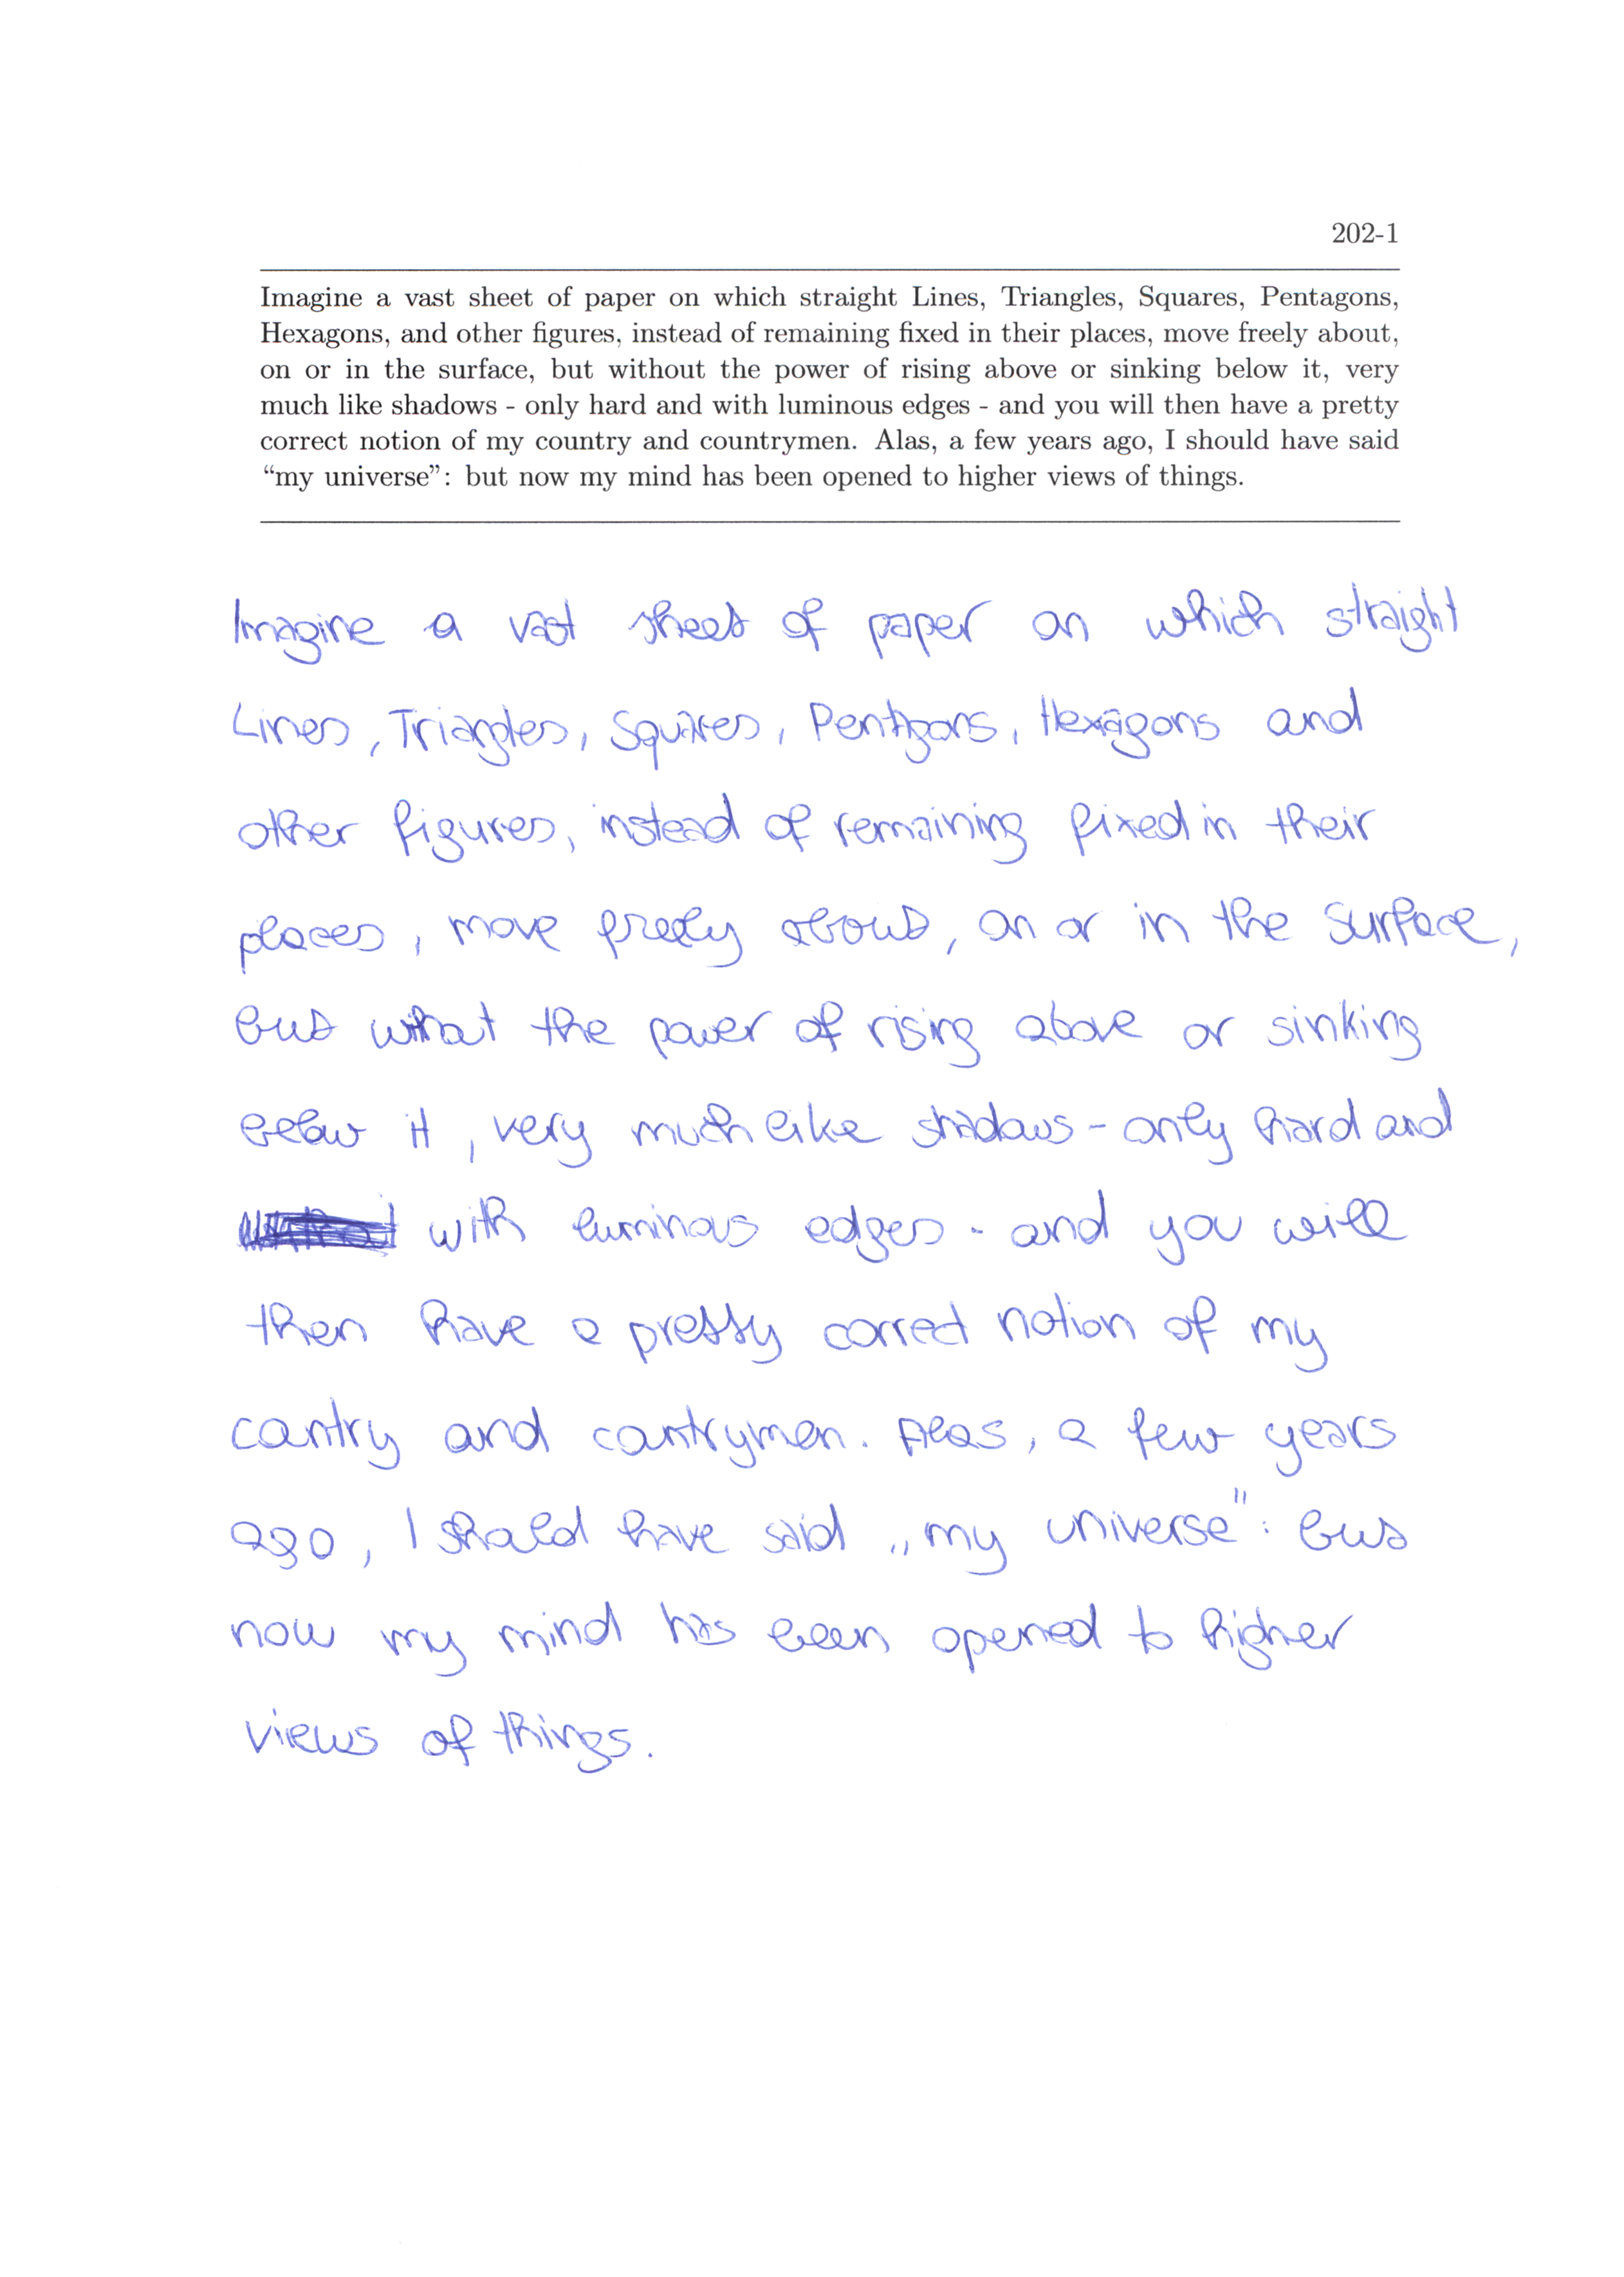 202-1
Imagine a vast sheet of paper on which straight Lines, Triangles, Squares, Pentagons,
Hexagons, and other figures, instead of remaining fixed in their places, move freely about,
on or in the surface, but without the power of rising above or sinking below it, very
much like shadows - only hard and with luminous edges - and you will then have a pretty
correct notion of my country and countrymen. Alas, a few years ago, I should have said
“my universe”: but now my mind has been opened to higher views of things.
Imagine a vast sheet of paper on which straight
Lines, Triangles, Squares, Pentagons, Hexagons and
other figures, instead of remaining fixed in their
places, move freely about, on or in the surface,
but what the power of rising above or sinking
below it, very much like shadows - only hard and
with luminous edges - and you will
then have a pretty correct notion of my
country and countrymen. Alas, a few years
ago, I should have said „my universe": but
now my mind has been opened to higher
views of things.